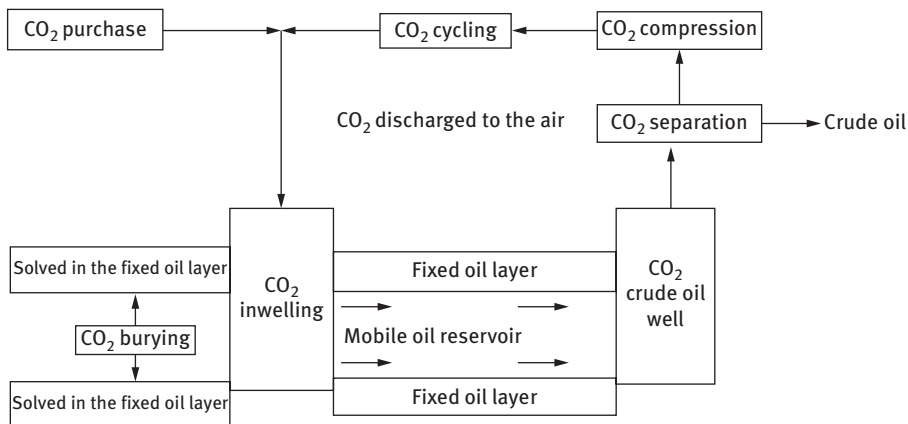 CO₂ purchase
CO₂ cycling
CO₂ compression
CO₂ discharged to the air
CO₂ separation
Crude oil
Solved in the fixed oil layer
CO₂
inwelling
Fixed oil layer
CO₂
crude oil
well
CO₂ burying
Mobile oil reservoir
Solved in the fixed oil layer
Fixed oil layer